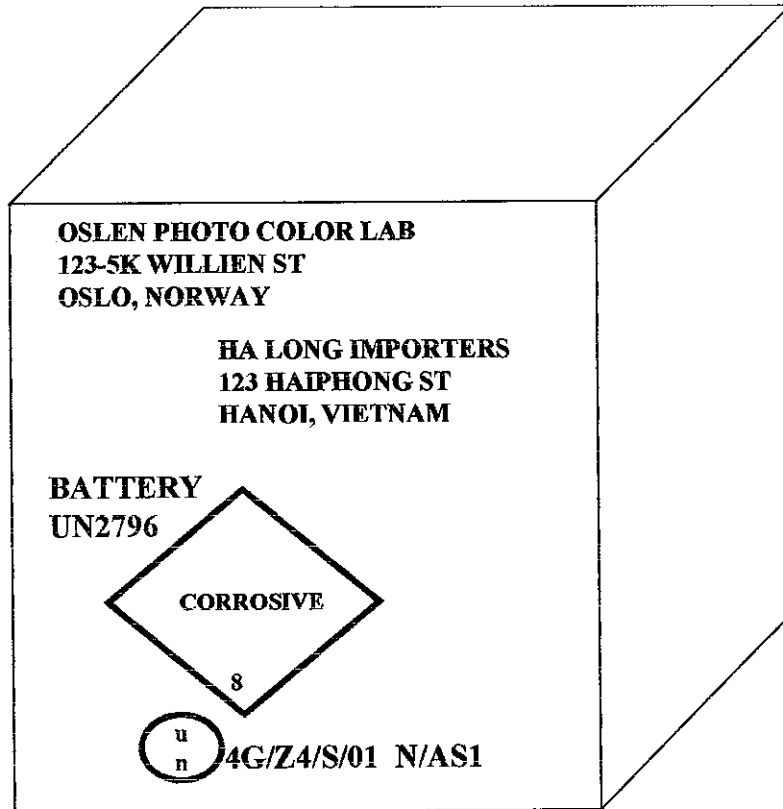 OSLEN PHOTO COLOR LAB
123-5K WILLIEN ST
OSLO, NORWAY
HA LONG IMPORTERS
123 HAIPHONG ST
HANOI, VIETNAM
BATTERY
UN2796
CORROSIVE
8
u
n
4G/Z4/S/01 N/AS1